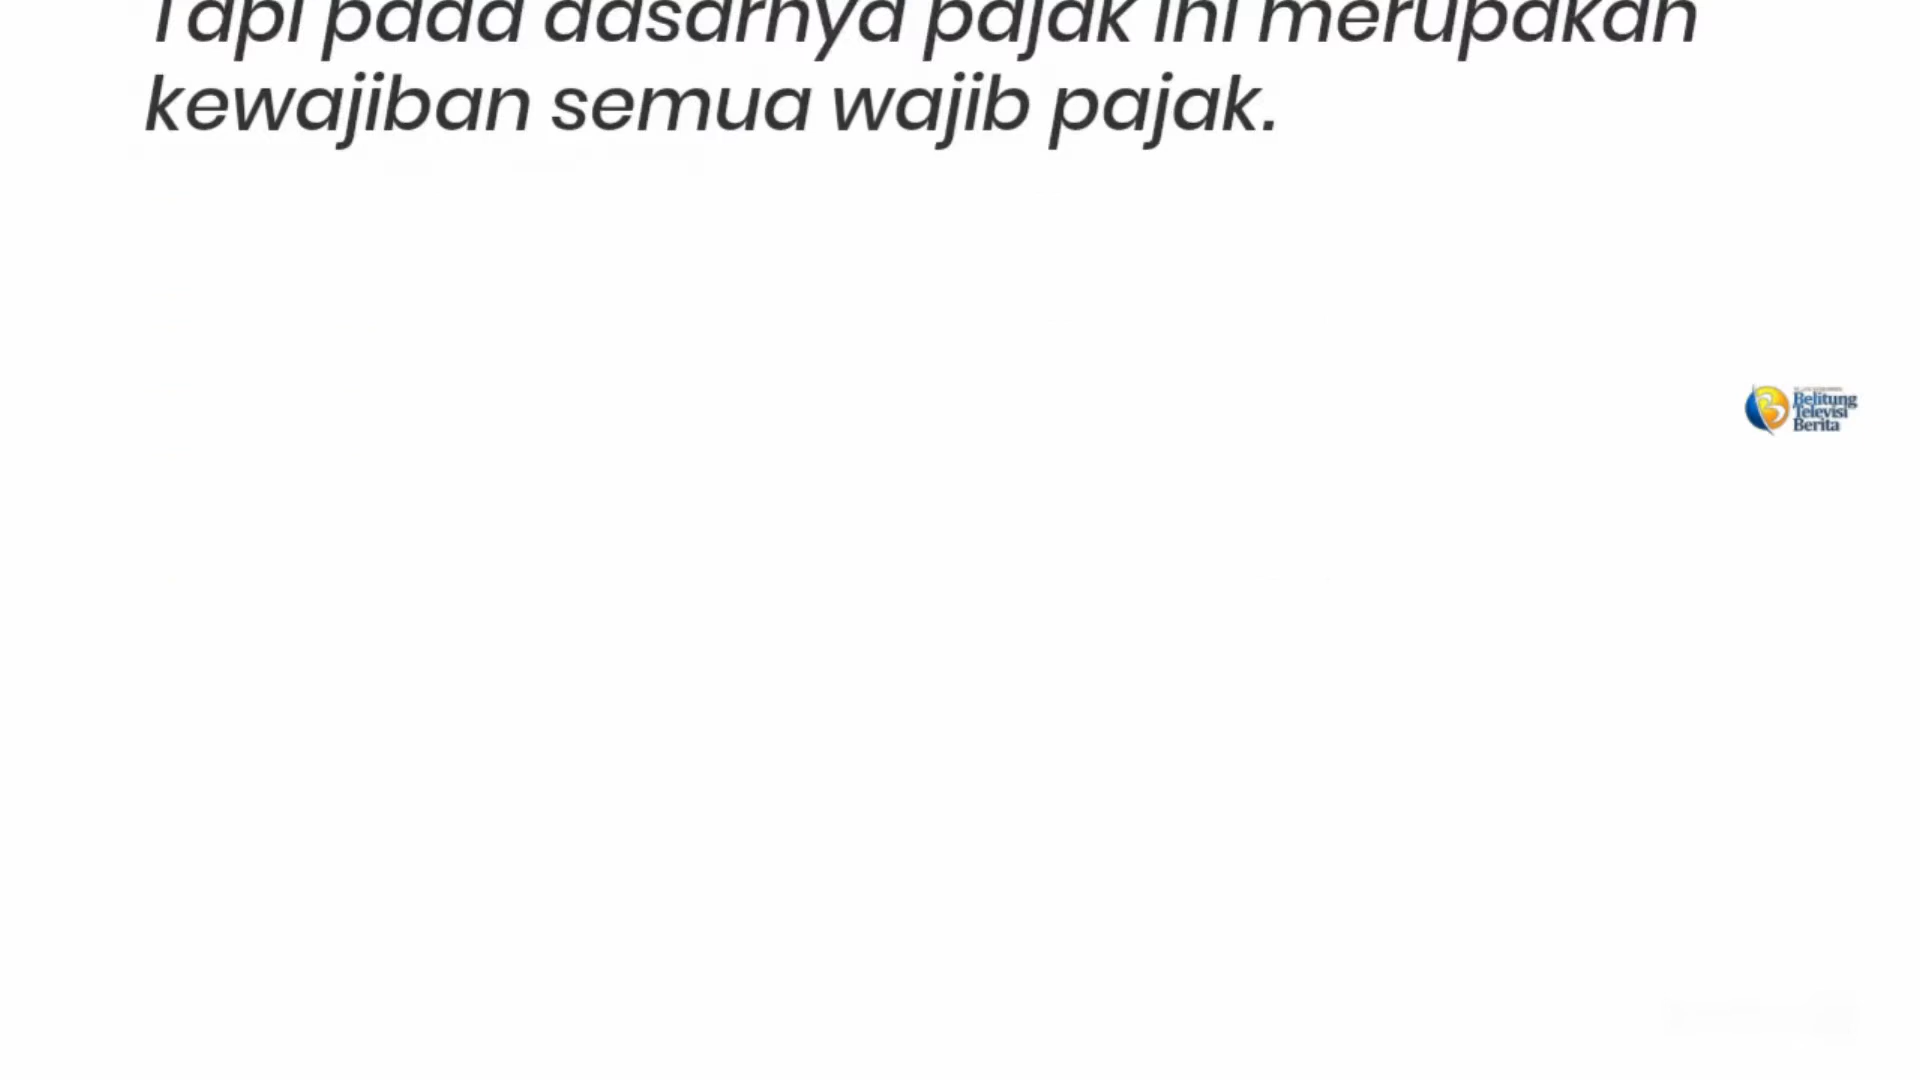 Tapi pada dasarnya pajak ini merupakan
kewajiban semua wajib pajak.
Belitung
Televisi
Berita